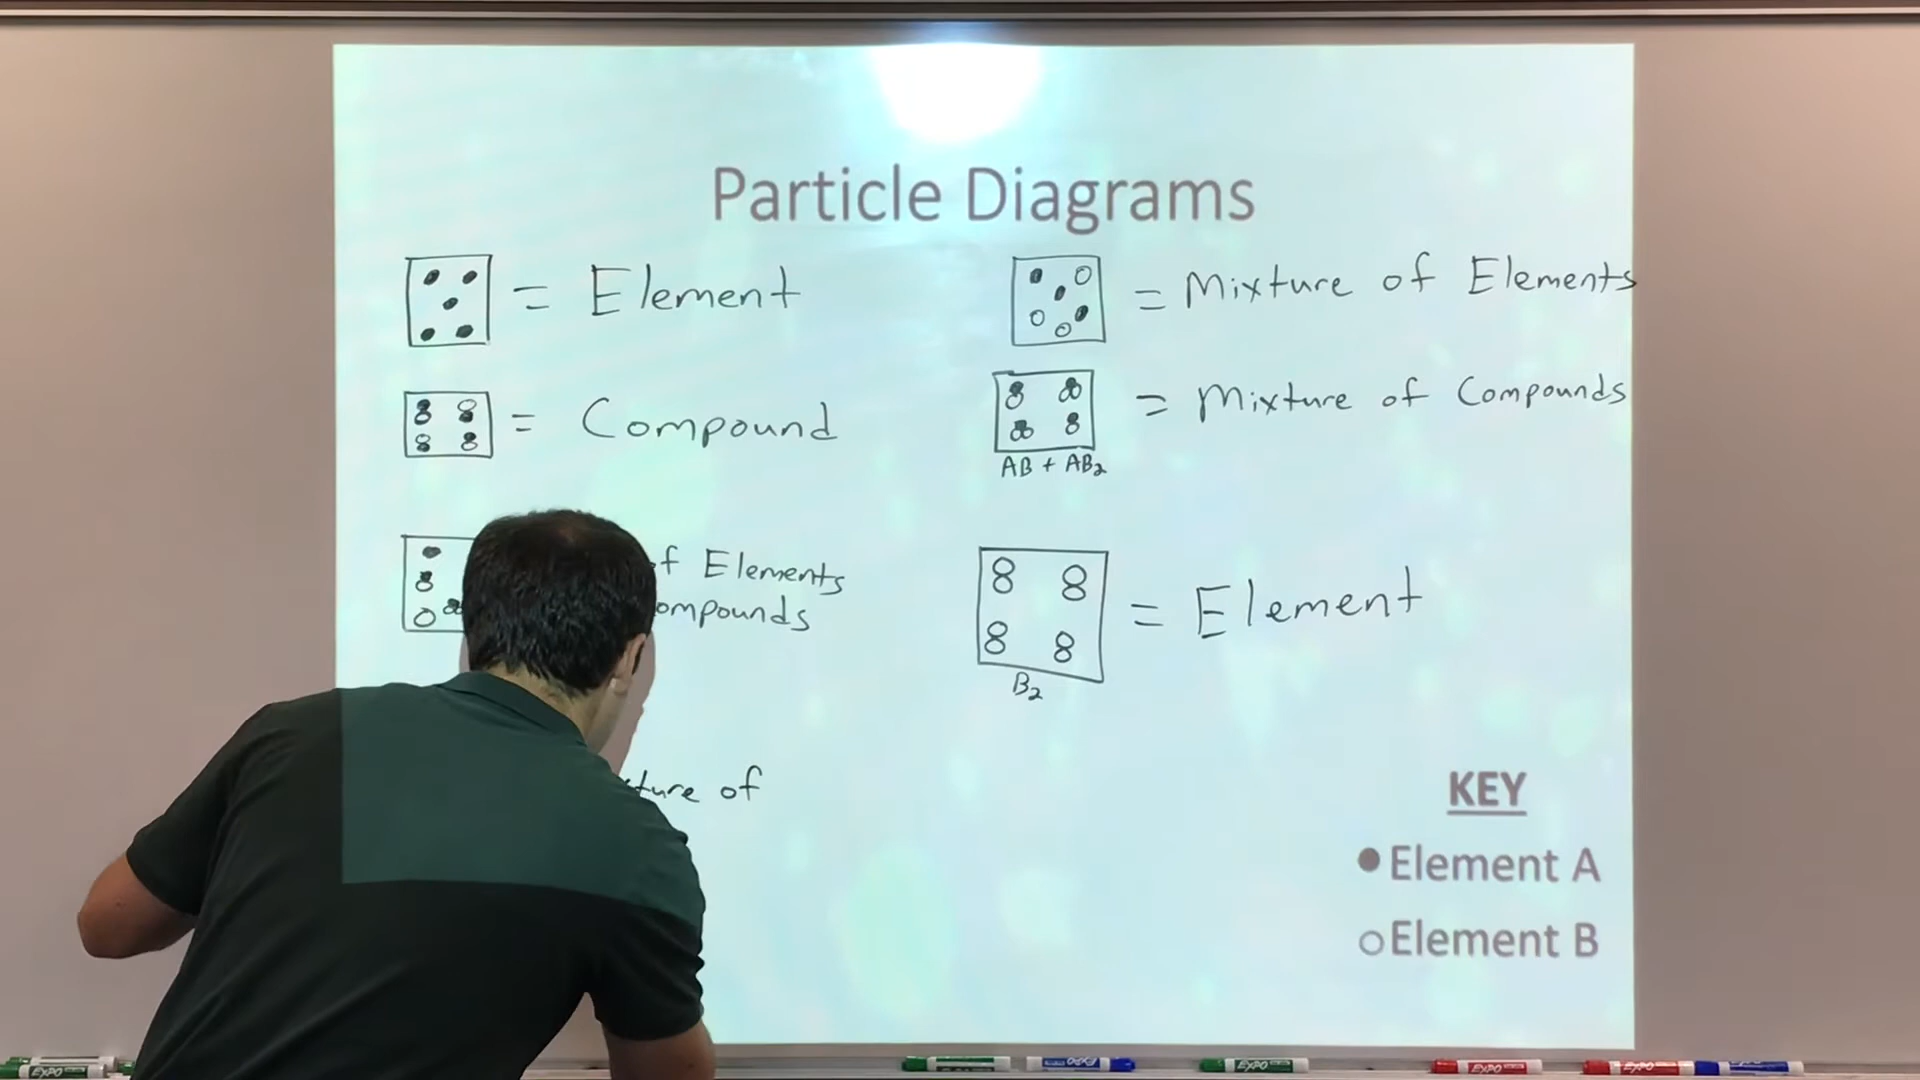 Particle Diagrams
= Element
= Mixture of Elements
= Compound
= Mixture of Compounds
AB + AB₂
f Elements
ompounds
= Element
B₂
ture of
KEY
Element A
Element B
EXPO
EXPO
EXPO
EXPO
EXPO
EXPO